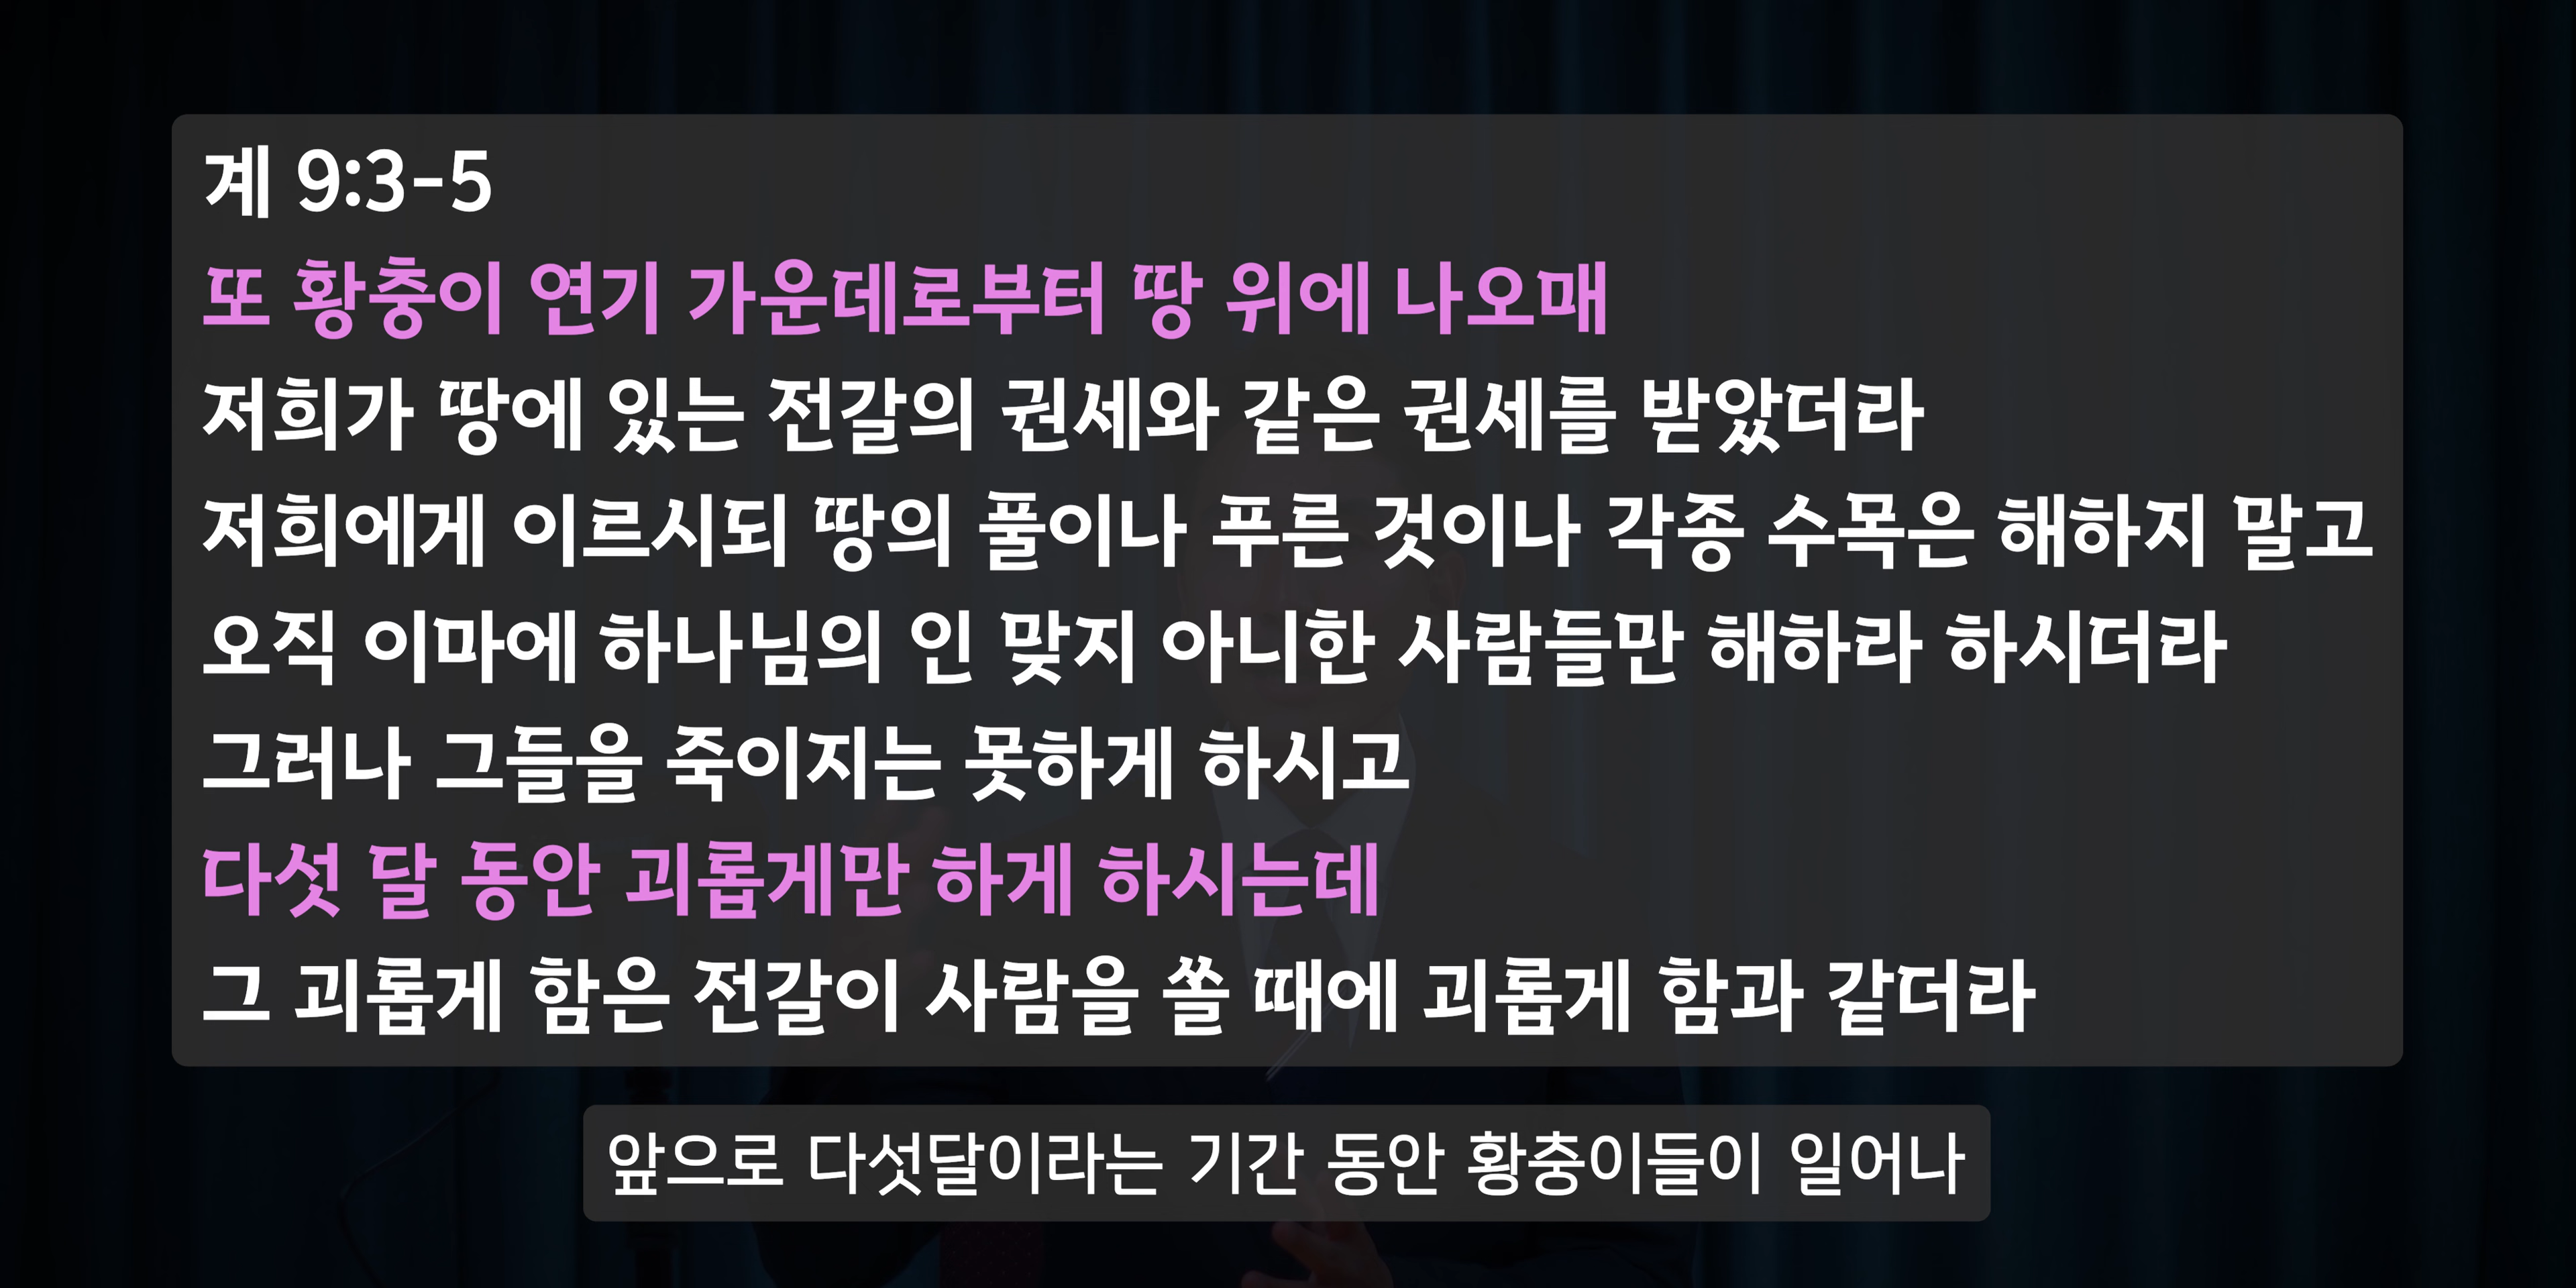 계 9:3-5
또 황충이 연기 가운데로부터 땅 위에 나오매
저희가 땅에 있는 전갈의 권세와 같은 권세를 받았더라
저희에게 이르시되 땅의 풀이나 푸른 것이나 각종 수목은 해하지 말고
오직 이마에 하나님의 인 맞지 아니한 사람들만 해하라 하시더라
그러나 그들을 죽이지는 못하게 하시고
다섯 달 동안 괴롭게만 하게 하시는데
그 괴롭게 함은 전갈이 사람을 쏠 때에 괴롭게 함과 같더라
앞으로 다섯달이라는 기간 동안 황충이들이 일어나